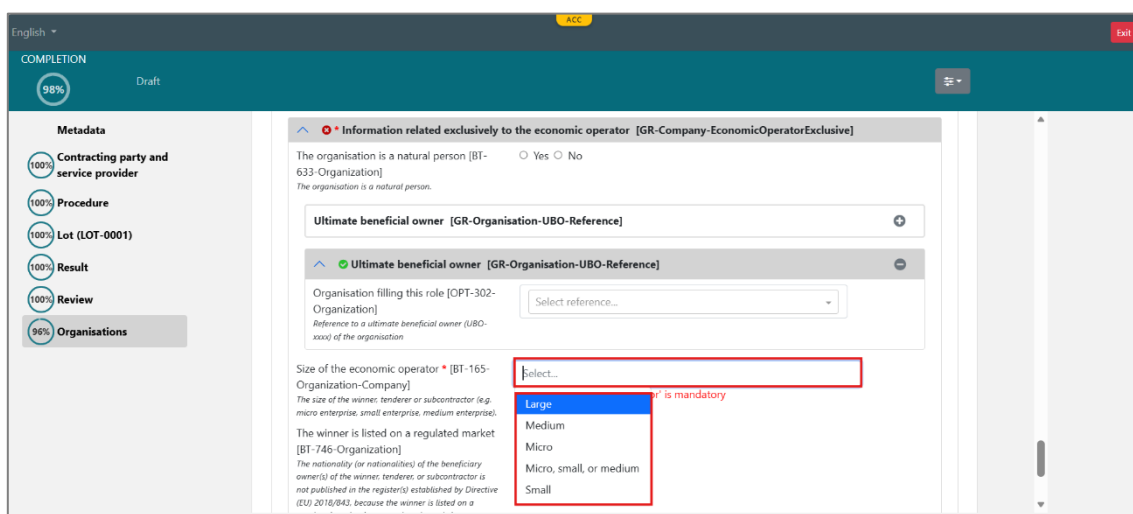 ACC
English
Exit
COMPLETION
98%
Draft
Metadata
100% Contracting party and
service provider
100% Procedure
100% Lot (LOT-0001)
100% Result
100% Review
96% Organisations
* Information related exclusively to the economic operator [GR-Company-EconomicOperatorExclusive]
The organisation is a natural person [BT-
633-Organization]
Yes No
The organisation is a natural person.
Ultimate beneficial owner [GR-Organisation-UBO-Reference]
Ultimate beneficial owner [GR-Organisation-UBO-Reference]
Organisation filling this role [OPT-302-
Organization]
Select reference...
Reference to a ultimate beneficial owner (UBO-
xxxx) of the organisation
Size of the economic operator * [BT-165-
Organization-Company]
Select...
The size of the winner, tenderer or subcontractor (e.g.
micro enterprise, small enterprise, medium enterprise).
or' is mandatory
Large
Medium
Micro
Micro, small, or medium
Small
The winner is listed on a regulated market
[BT-746-Organization]
The nationality (or nationalities) of the beneficiary
owner(s) of the winner, tenderer, or subcontractor is
not published in the register(s) established by Directive
(EU) 2018/843, because the winner is listed on a